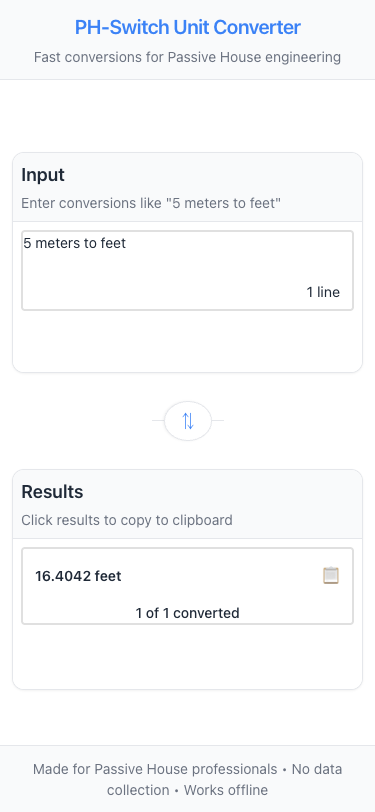 PH-Switch Unit Converter
Fast conversions for Passive House engineering
Input
Enter conversions like "5 meters to feet"
5 meters to feet
1 line
Results
Click results to copy to clipboard
16.4042 feet
1 of 1 converted
Made for Passive House professionals • No data
collection • Works offline